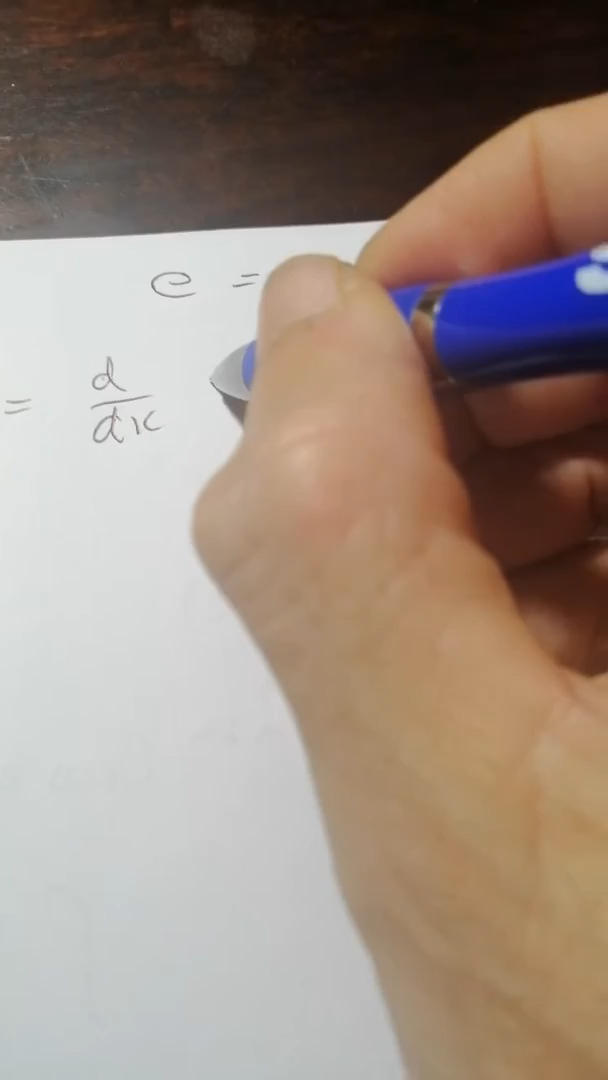 e =
= d/dx